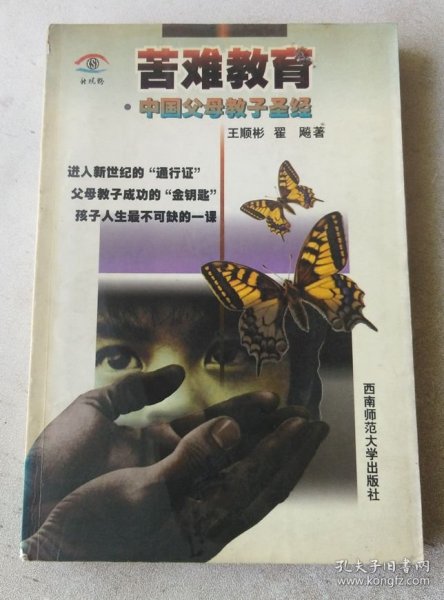 新视野
苦难教育
·中国父母教子圣经
王顺彬 翟 飚著
进入新世纪的“通行证”
父母教子成功的“金钥匙”
孩子人生最不可缺的一课
西南师范大学出版社
孔夫子旧书网
www.kongfz.com